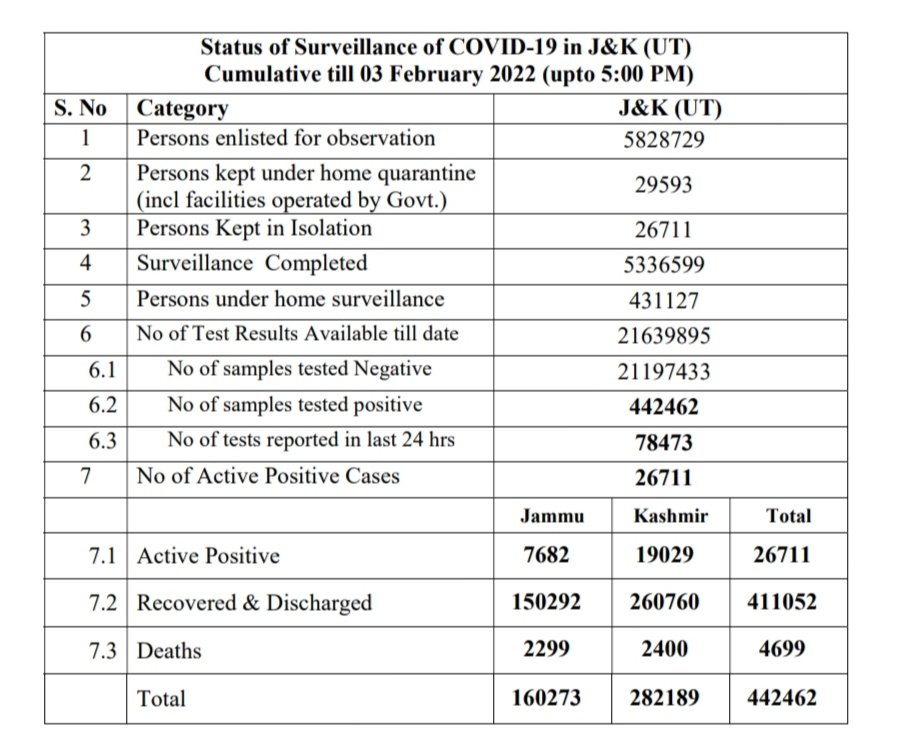 Status of Surveillance of COVID-19 in J&K (UT)
Cumulative till 03 February 2022 (upto 5:00 PM)
S. No Category J&K (UT)
1 Persons enlisted for observation 5828729
2 Persons kept under home quarantine
(incl facilities operated by Govt.) 29593
3 Persons Kept in Isolation 26711
4 Surveillance Completed 5336599
5 Persons under home surveillance 431127
6 No of Test Results Available till date 21639895
6.1 No of samples tested Negative 21197433
6.2 No of samples tested positive 442462
6.3 No of tests reported in last 24 hrs 78473
7 No of Active Positive Cases 26711
Jammu Kashmir Total
7.1 Active Positive 7682 19029 26711
7.2 Recovered & Discharged 150292 260760 411052
7.3 Deaths 2299 2400 4699
Total 160273 282189 442462